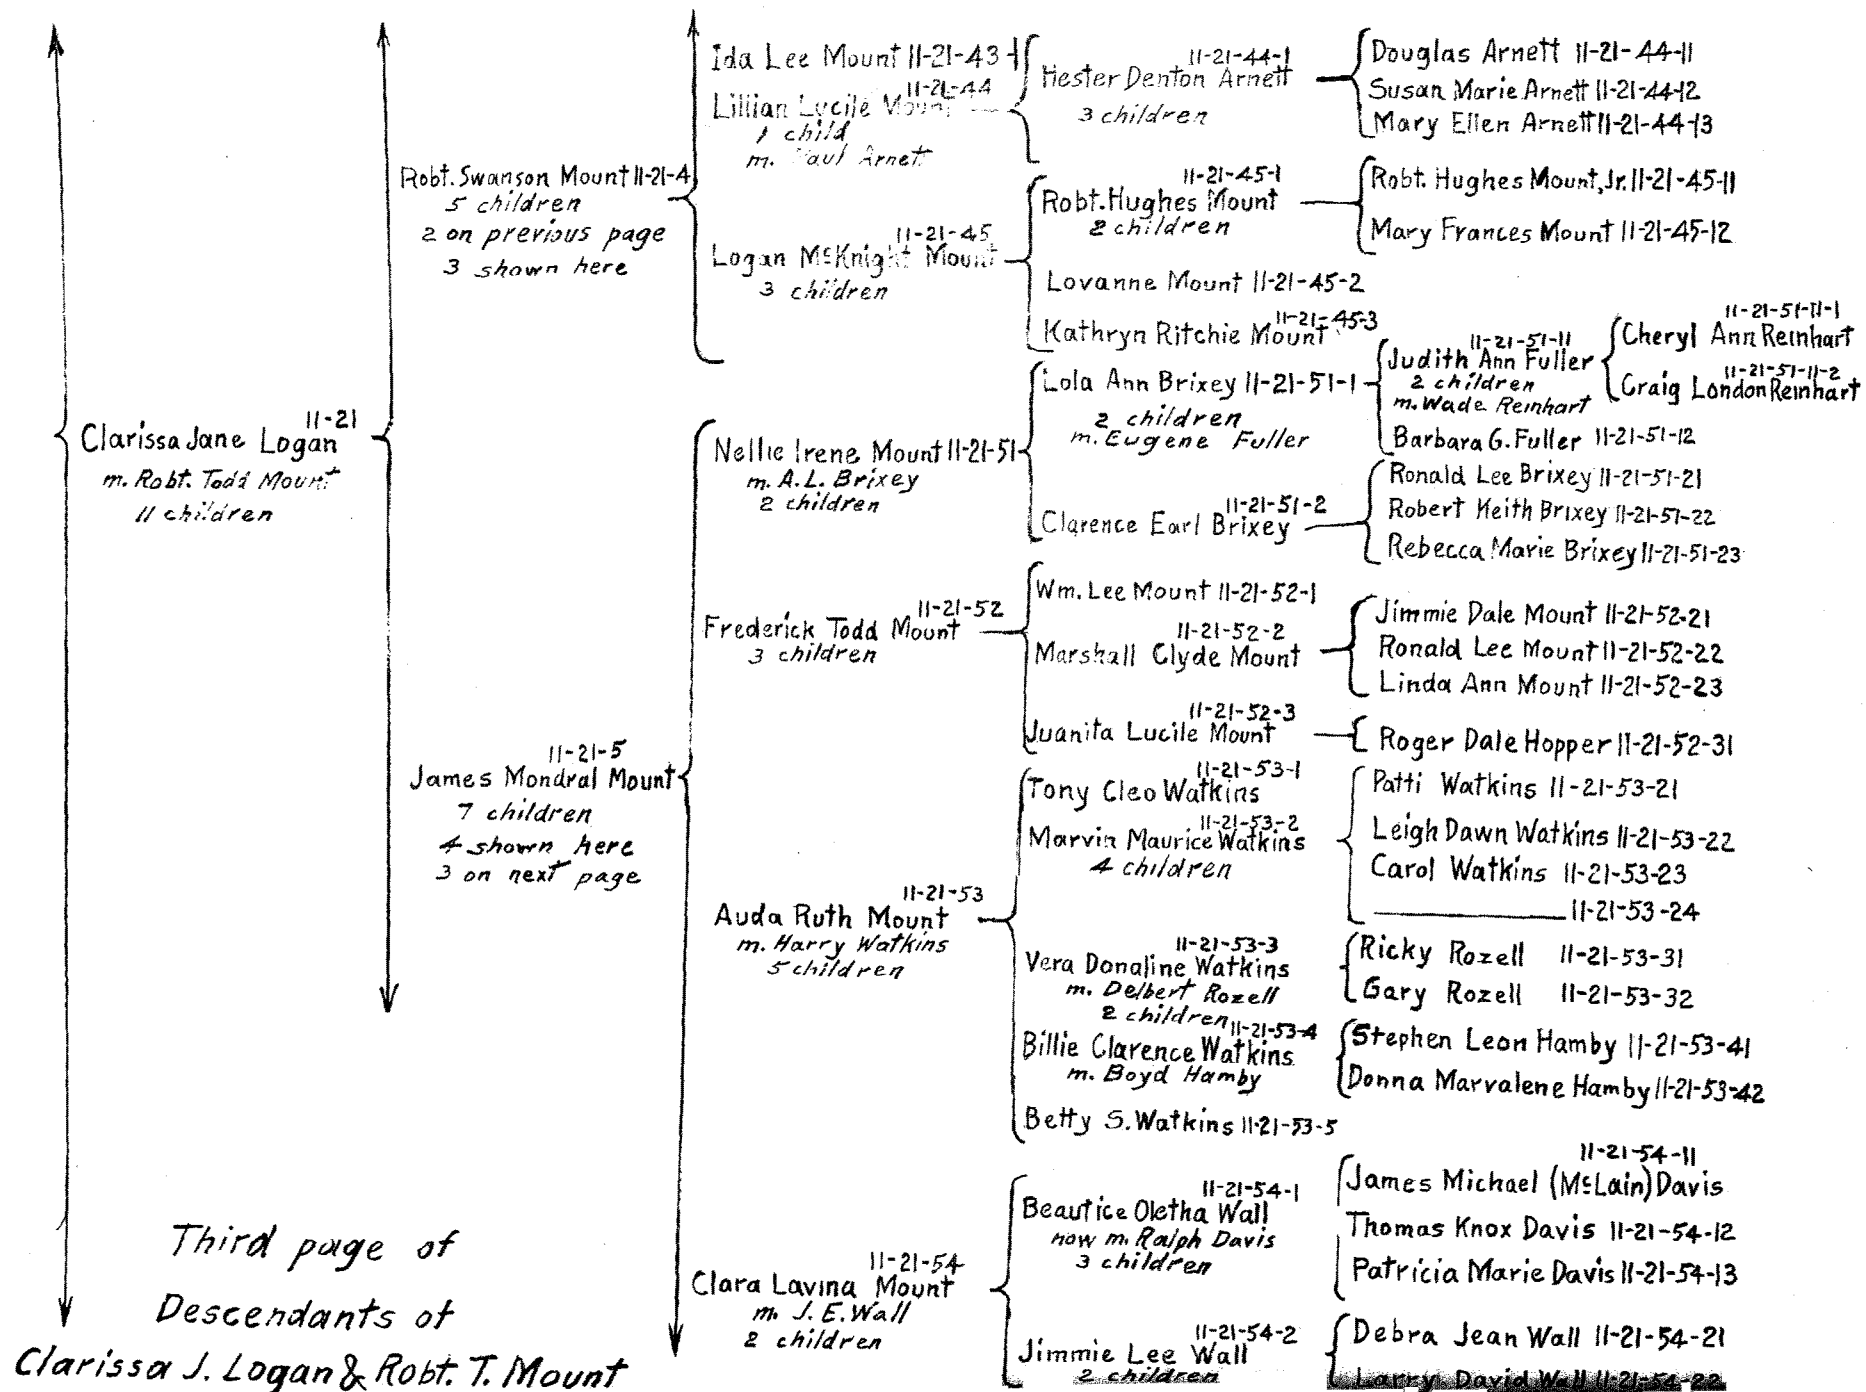 Clarissa Jane Logan 11-21
m. Robt. Todd Mount
11 children
Robt. Swanson Mount 11-21-4
5 children
2 on previous page
3 shown here
James Mondral Mount 11-21-5
7 children
4 shown here
3 on next page
Ida Lee Mount 11-21-43
Lillian Lucile Mount 11-21-44
1 child
m. Paul Arnett
Logan McKnight Mount 11-21-45
3 children
Nellie Irene Mount 11-21-51
m. A.L. Brixey
2 children
Frederick Todd Mount 11-21-52
3 children
Auda Ruth Mount 11-21-53
m. Harry Watkins
5 children
Clara Lavina Mount 11-21-54
m. J. E. Wall
2 children
Hester Denton Arnett 11-21-44-1
3 children
Robt. Hughes Mount 11-21-45-1
2 children
Lovanne Mount 11-21-45-2
Kathryn Ritchie Mount 11-21-45-3
Lola Ann Brixey 11-21-51-1
2 children
m. Eugene Fuller
Clarence Earl Brixey 11-21-51-2
Wm. Lee Mount 11-21-52-1
Marshall Clyde Mount 11-21-52-2
Juanita Lucile Mount 11-21-52-3
Tony Cleo Watkins 11-21-53-1
Marvin Maurice Watkins 11-21-53-2
4 children
Vera Donaline Watkins 11-21-53-3
m. Delbert Rozell
2 children
Billie Clarence Watkins 11-21-53-4
m. Boyd Hamby
Betty S. Watkins 11-21-53-5
Beautice Oletha Wall 11-21-54-1
now m. Ralph Davis
3 children
Jimmie Lee Wall 11-21-54-2
2 children
Douglas Arnett 11-21-44-11
Susan Marie Arnett 11-21-44-12
Mary Ellen Arnett 11-21-44-13
Robt. Hughes Mount, Jr. 11-21-45-11
Mary Frances Mount 11-21-45-12
Judith Ann Fuller 11-21-51-11
2 children
m. Wade Reinhart
Barbara G. Fuller 11-21-51-12
Ronald Lee Brixey 11-21-51-21
Robert Keith Brixey 11-21-51-22
Rebecca Marie Brixey 11-21-51-23
Jimmie Dale Mount 11-21-52-21
Ronald Lee Mount 11-21-52-22
Linda Ann Mount 11-21-52-23
Roger Dale Hopper 11-21-52-31
Patti Watkins 11-21-53-21
Leigh Dawn Watkins 11-21-53-22
Carol Watkins 11-21-53-23
11-21-53-24
Ricky Rozell 11-21-53-31
Gary Rozell 11-21-53-32
Stephen Leon Hamby 11-21-53-41
Donna Marvalene Hamby 11-21-53-42
James Michael (McLain) Davis 11-21-54-11
Thomas Knox Davis 11-21-54-12
Patricia Marie Davis 11-21-54-13
Debra Jean Wall 11-21-54-21
Larry David Wall 11-21-54-22
Cheryl Ann Reinhart 11-21-51-11-1
Craig London Reinhart 11-21-51-11-2
Third page of
Descendants of
Clarissa J. Logan & Robt. T. Mount